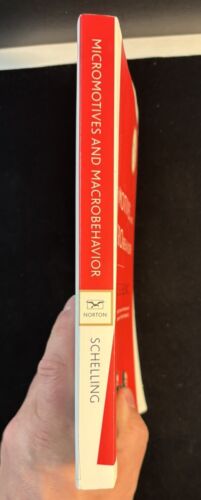 MICROMOTIVES AND MACROBEHAVIOR
NORTON
SCHELLING